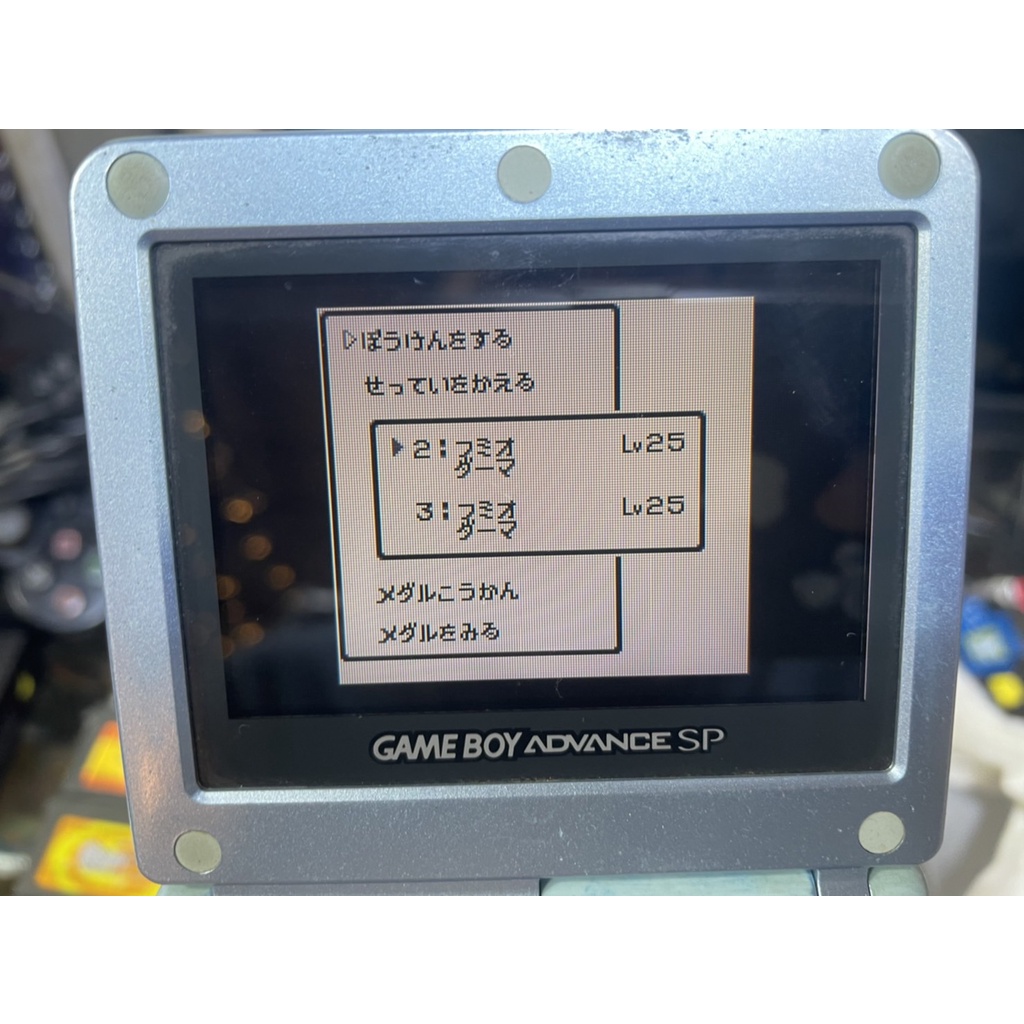 ▷ぼうけんをする
せっていをかえる
▶2:フミオ Lv25
ダーマ
3:フミオ Lv25
ダーマ
メダルこうかん
メダルをみる
GAME BOY ADVANCE SP